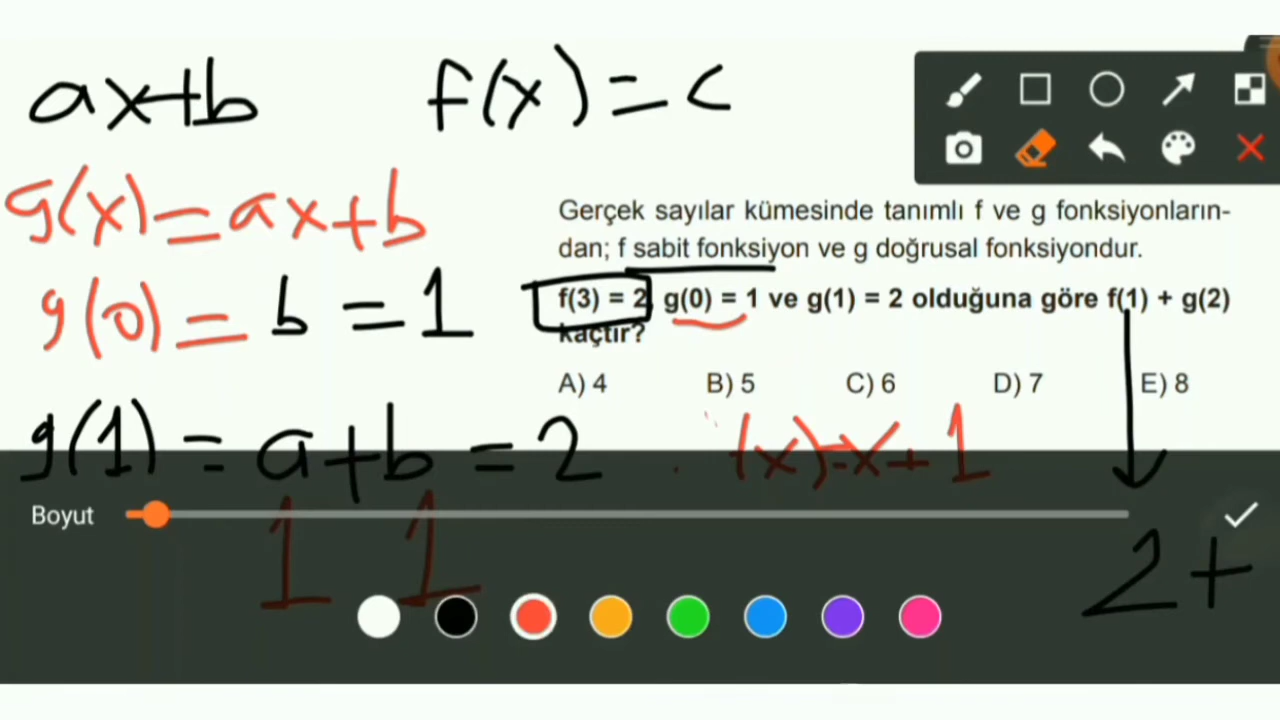 ax+b
f(x)=c
g(x)=ax+b
g(0)= b = 1
g(1) = a+b = 2
1 1
Gerçek sayılar kümesinde tanımlı f ve g fonksiyonların-
dan; f sabit fonksiyon ve g doğrusal fonksiyondur.
f(3) = 2, g(0) = 1 ve g(1) = 2 olduğuna göre f(1) + g(2)
kaçtır?
A) 4 B) 5 C) 6 D) 7 E) 8
(x)=x+1
2+
Boyut